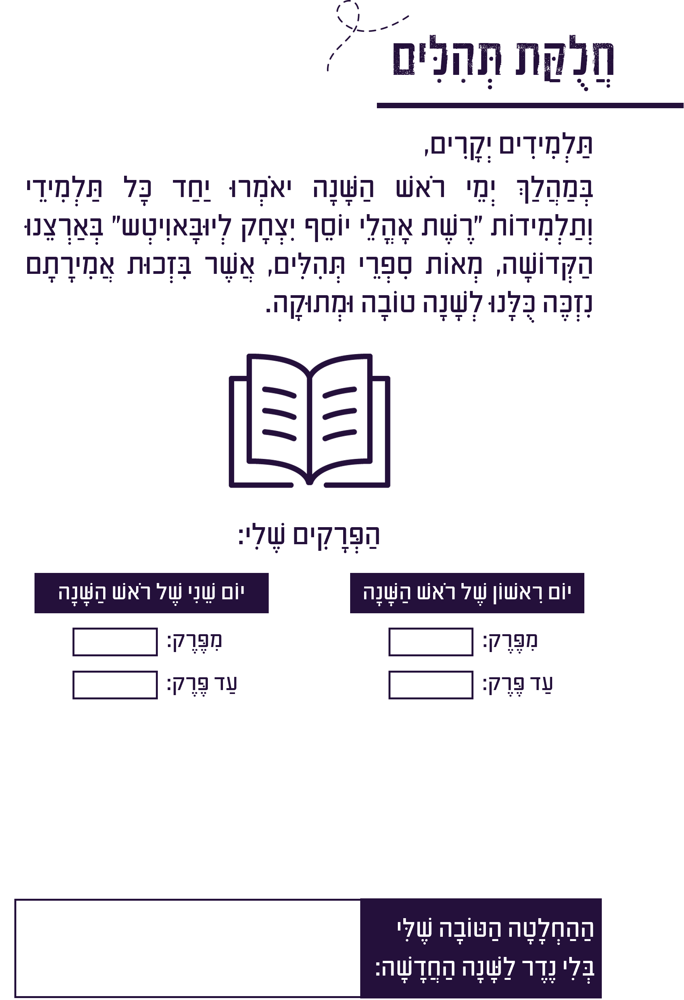 חֲלֻקַּת תְּהִלִּים
תַּלְמִידִים יְקָרִים,
בְּמַהֲלַךְ יְמֵי רֹאשׁ הַשָּׁנָה יֹאמְרוּ יַחַד כָּל תַּלְמִידֵי
וְתַלְמִידוֹת "רֶשֶׁת אָהֳלֵי יוֹסֵף יִצְחָק לְיוּבָּאוִויטְש" בְּאַרְצֵנוּ
הַקְּדוֹשָׁה, מְאוֹת סִפְרֵי תְּהִלִּים, אֲשֶׁר בִּזְכוּת אֲמִירָתָם
נִזְכֶּה כֻּלָּנוּ לְשָׁנָה טוֹבָה וּמְתוּקָה.
הַפְּרָקִים שֶׁלִּי:
יוֹם רִאשׁוֹן שֶׁל רֹאשׁ הַשָּׁנָה
מִפֶּרֶק:
עַד פֶּרֶק:
יוֹם שֵׁנִי שֶׁל רֹאשׁ הַשָּׁנָה
מִפֶּרֶק:
עַד פֶּרֶק:
הַהַחְלָטָה הַטּוֹבָה שֶׁלִּי
בְּלִי נֶדֶר לַשָּׁנָה הַחֲדָשָׁה: